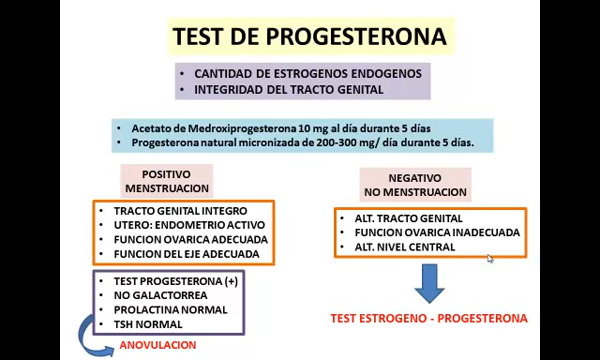 TEST DE PROGESTERONA
• CANTIDAD DE ESTROGENOS ENDOGENOS
• INTEGRIDAD DEL TRACTO GENITAL
• Acetato de Medroxiprogesterona 10 mg al día durante 5 días
• Progesterona natural micronizada de 200-300 mg/ día durante 5 días.
POSITIVO
MENSTRUACION
• TRACTO GENITAL INTEGRO
• UTERO: ENDOMETRIO ACTIVO
• FUNCION OVARICA ADECUADA
• FUNCION DEL EJE ADECUADA
• TEST PROGESTERONA (+)
• NO GALACTORREA
• PROLACTINA NORMAL
• TSH NORMAL
ANOVULACION
NEGATIVO
NO MENSTRUACION
• ALT. TRACTO GENITAL
• FUNCION OVARICA INADECUADA
• ALT. NIVEL CENTRAL
TEST ESTROGENO - PROGESTERONA